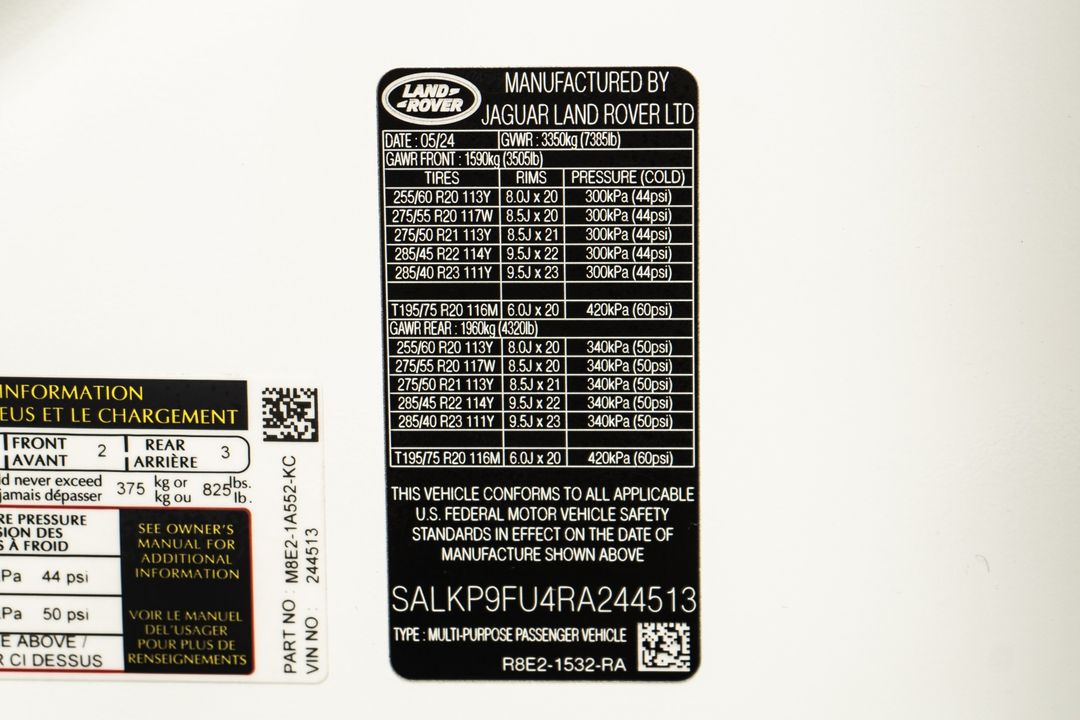 LAND-
-ROVER
MANUFACTURED BY
JAGUAR LAND ROVER LTD
DATE : 05/24 GVWR : 3350kg (7385lb)
GAWR FRONT : 1590kg (3505lb)
TIRES RIMS PRESSURE (COLD)
255/60 R20 113Y 8.0J x 20 300kPa (44psi)
275/55 R20 117W 8.5J x 20 300kPa (44psi)
275/50 R21 113Y 8.5J x 21 300kPa (44psi)
285/45 R22 114Y 9.5J x 22 300kPa (44psi)
285/40 R23 111Y 9.5J x 23 300kPa (44psi)
T195/75 R20 116M 6.0J x 20 420kPa (60psi)
GAWR REAR : 1960kg (4320lb)
255/60 R20 113Y 8.0J x 20 340kPa (50psi)
275/55 R20 117W 8.5J x 20 340kPa (50psi)
275/50 R21 113Y 8.5J x 21 340kPa (50psi)
285/45 R22 114Y 9.5J x 22 340kPa (50psi)
285/40 R23 111Y 9.5J x 23 340kPa (50psi)
T195/75 R20 116M 6.0J x 20 420kPa (60psi)
THIS VEHICLE CONFORMS TO ALL APPLICABLE
U.S. FEDERAL MOTOR VEHICLE SAFETY
STANDARDS IN EFFECT ON THE DATE OF
MANUFACTURE SHOWN ABOVE
SALKP9FU4RA244513
TYPE : MULTI-PURPOSE PASSENGER VEHICLE
R8E2-1532-RA
INFORMATION
EUS ET LE CHARGEMENT
FRONT 2 REAR 3
AVANT ARRIÈRE
d never exceed 375 kg or 825 lbs.
jamais dépasser kg ou lb.
RE PRESSURE
SION DES
S À FROID
Pa 44 psi
Pa 50 psi
E ABOVE /
R CI DESSUS
SEE OWNER'S
MANUAL FOR
ADDITIONAL
INFORMATION
VOIR LE MANUEL
DEL'USAGER
POUR PLUS DE
RENSEIGNEMENTS
PART NO : M8E2-1A552-KC
VIN NO : 244513